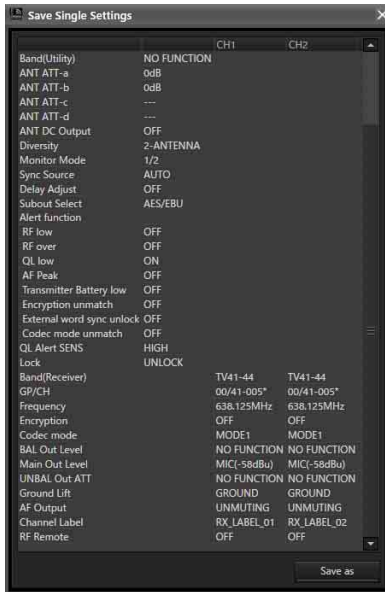 Save Single Settings
CH1 CH2
Band(Utility) NO FUNCTION
ANT ATT-a 0dB
ANT ATT-b 0dB
ANT ATT-c ---
ANT ATT-d ---
ANT DC Output OFF
Diversity 2-ANTENNA
Monitor Mode 1/2
Sync Source AUTO
Delay Adjust OFF
Subout Select AES/EBU
Alert function
RF low OFF
RF over OFF
QL low ON
AF Peak OFF
Transmitter Battery low OFF
Encryption unmatch OFF
External word sync unlock OFF
Codec mode unmatch OFF
QL Alert SENS HIGH
Lock UNLOCK
Band(Receiver) TV41-44 TV41-44
GP/CH 00/41-005* 00/41-005*
Frequency 638.125MHz 638.125MHz
Encryption OFF OFF
Codec mode MODE1 MODE1
BAL Out Level NO FUNCTION NO FUNCTION
Main Out Level MIC(-58dBu) MIC(-58dBu)
UNBAL Out ATT NO FUNCTION NO FUNCTION
Ground Lift GROUND GROUND
AF Output UNMUTING UNMUTING
Channel Label RX_LABEL_01 RX_LABEL_02
RF Remote OFF OFF
Save as